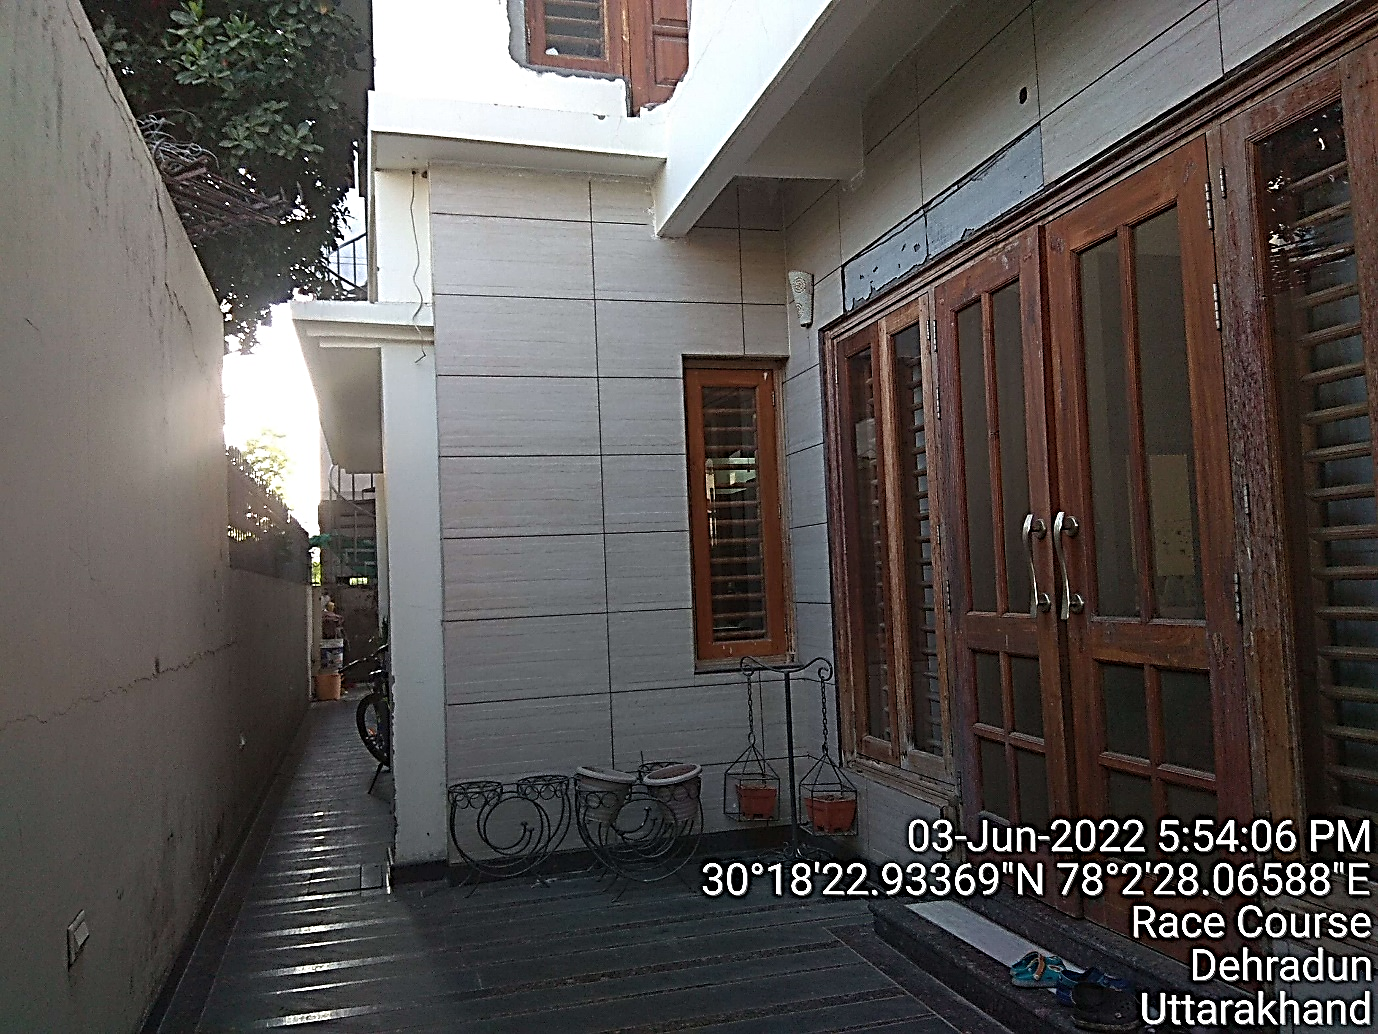 03-Jun-2022 5:54:06 PM
30°18'22.93369"N 78°2'28.06588"E
Race Course
Dehradun
Uttarakhand